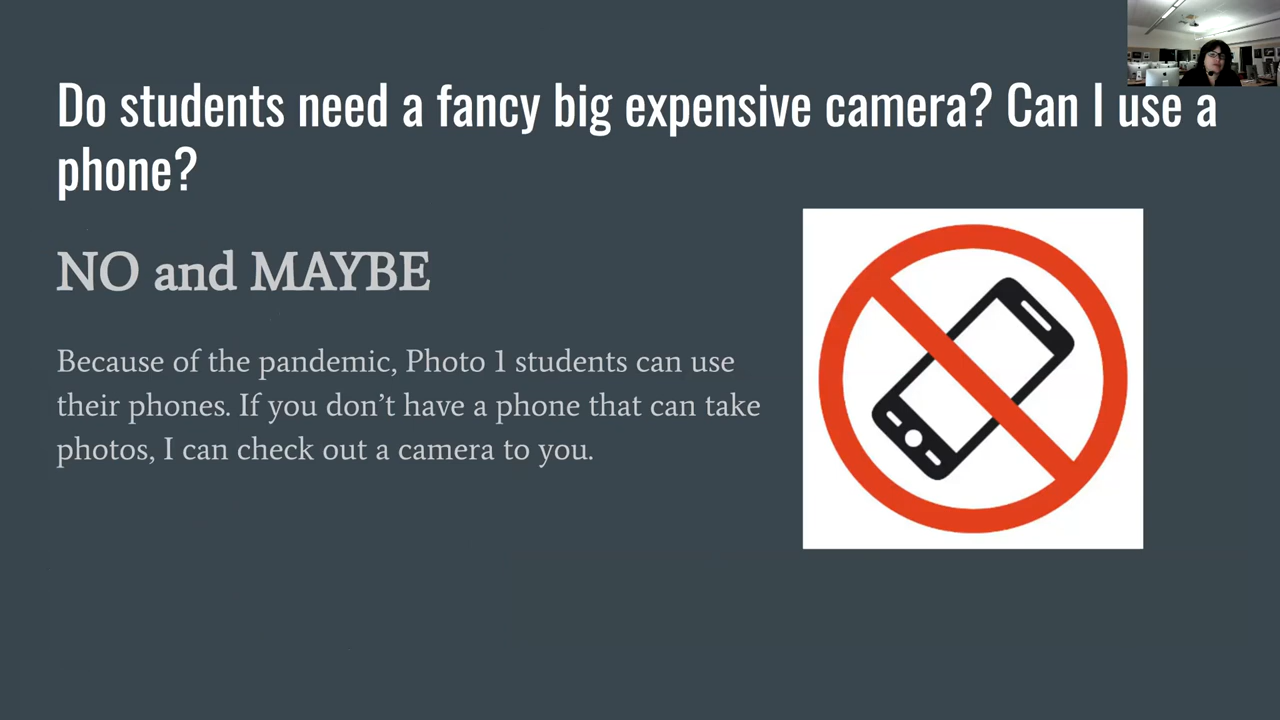 Do students need a fancy big expensive camera? Can I use a
phone?
NO and MAYBE
Because of the pandemic, Photo 1 students can use
their phones. If you don’t have a phone that can take
photos, I can check out a camera to you.